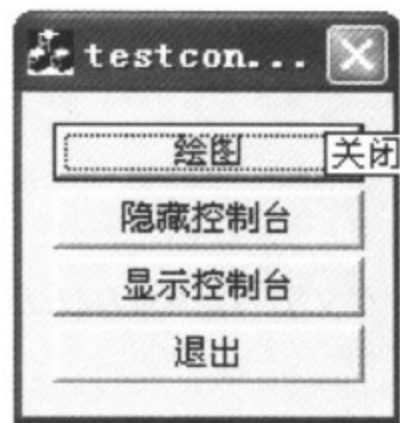 testcon...
绘图
关闭
隐藏控制台
显示控制台
退出